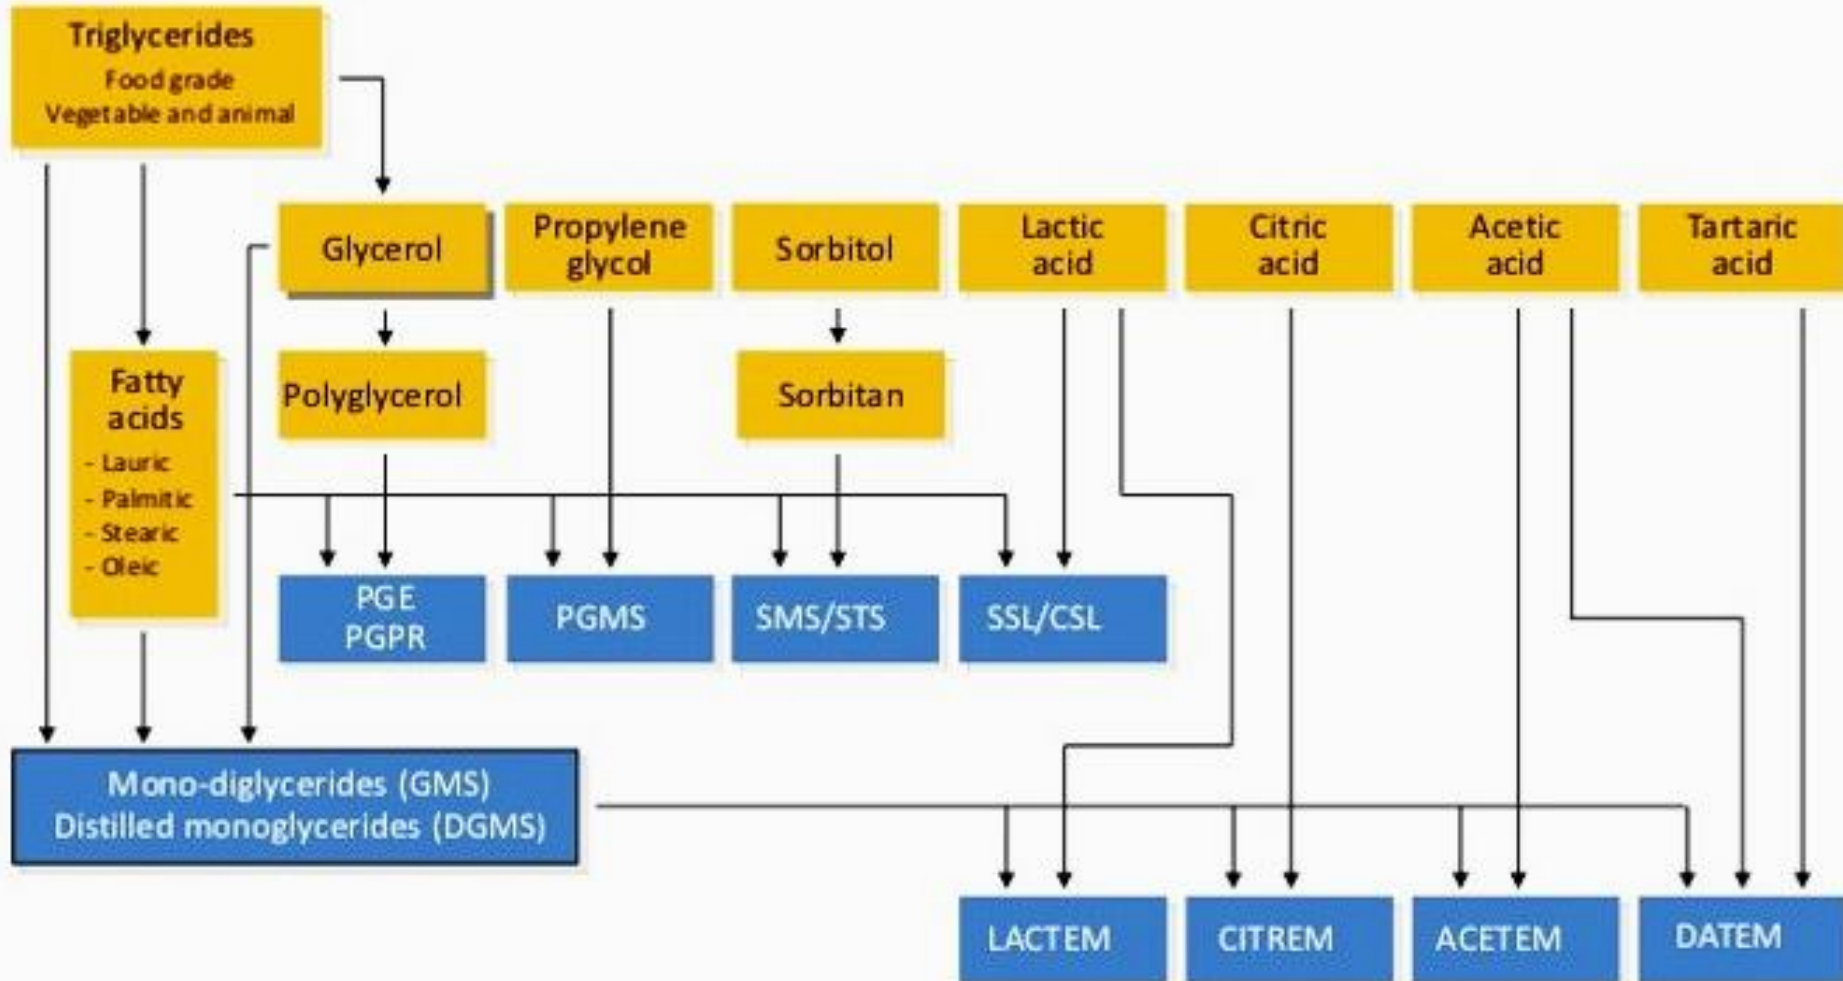 Triglycerides
Food grade
Vegetable and animal
Glycerol
Propylene
glycol
Sorbitol
Lactic
acid
Citric
acid
Acetic
acid
Tartaric
acid
Fatty
acids
- Lauric
- Palmitic
- Stearic
- Oleic
Polyglycerol
Sorbitan
PGE
PGPR
PGMS
SMS/STS
SSL/CSL
Mono-diglycerides (GMS)
Distilled monoglycerides (DGMS)
LACTEM
CITREM
ACETEM
DATEM